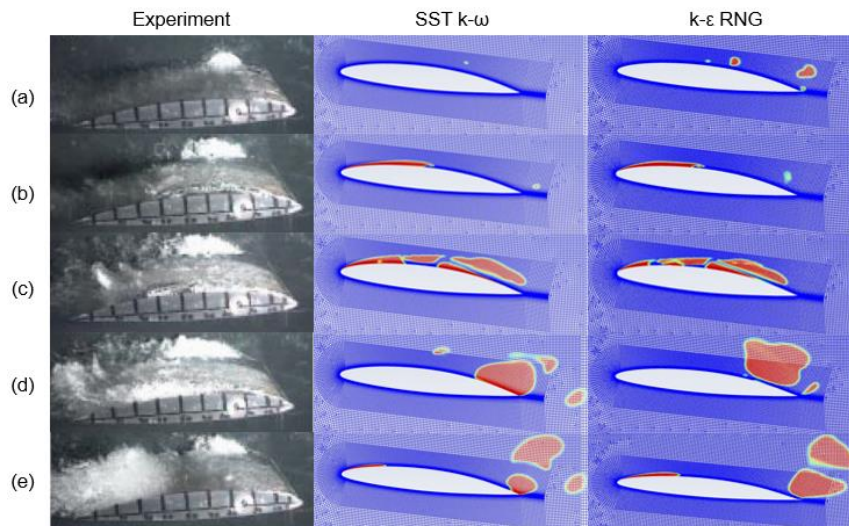 Experiment SST k-ω k-ε RNG
(a)
(b)
(c)
(d)
(e)